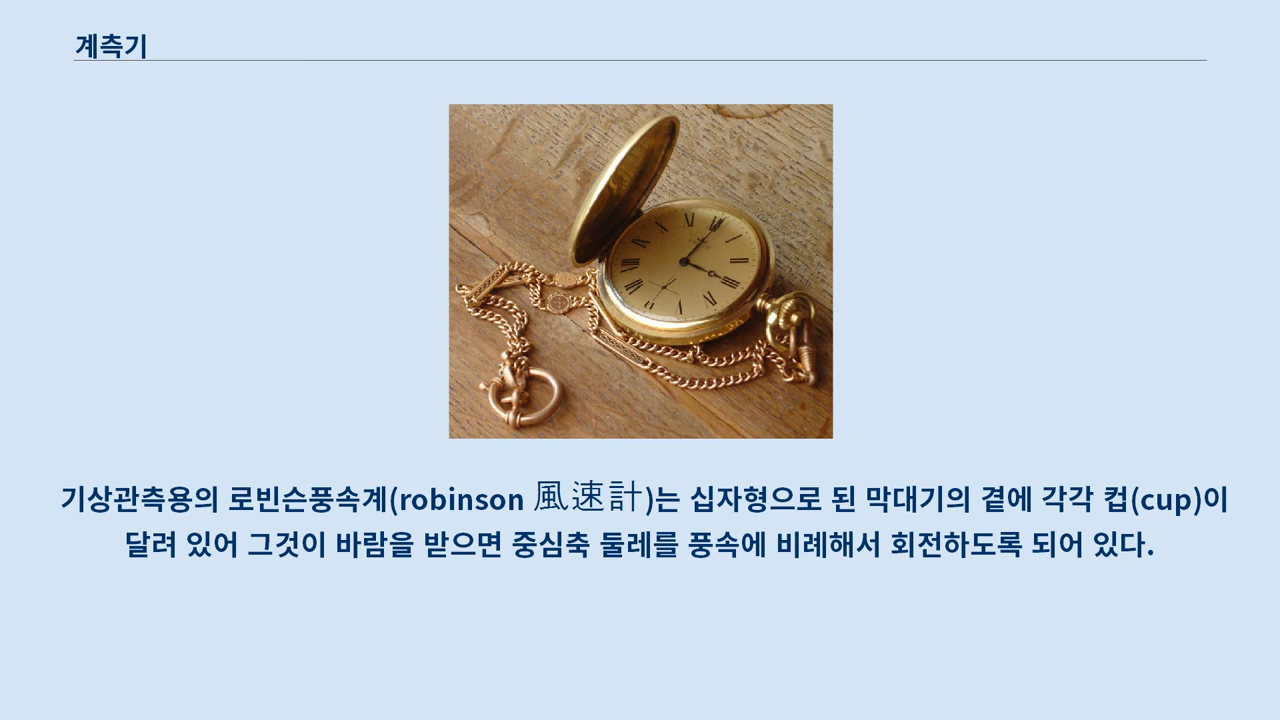 계측기
기상관측용의 로빈슨풍속계(robinson 風速計)는 십자형으로 된 막대기의 곁에 각각 컵(cup)이
달려 있어 그것이 바람을 받으면 중심축 둘레를 풍속에 비례해서 회전하도록 되어 있다.